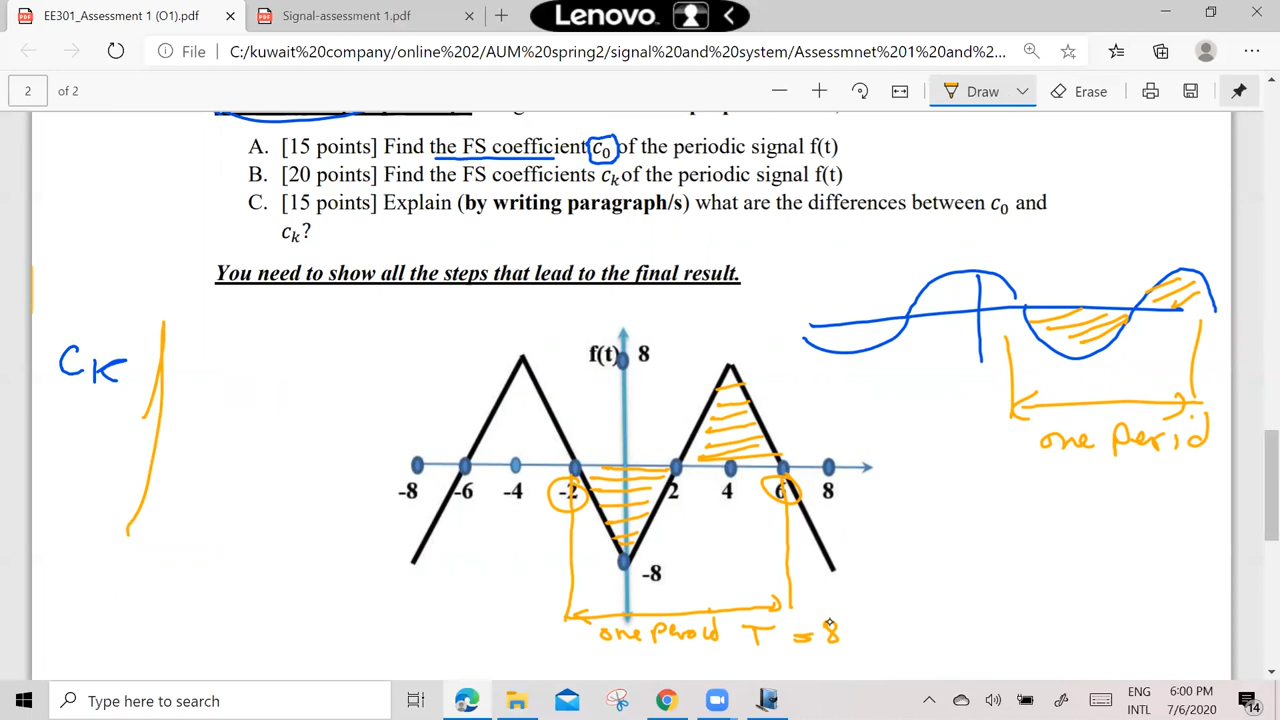 EE301_Assessment 1 (O1).pdf
Signal-assessment 1.pdf
Lenovo
File
C:/kuwait%20company/online%202/AUM%20spring2/signal%20and%20system/Assessmnet%201%20and%2...
Draw
Erase
2
of 2
A. [15 points] Find the FS coefficient c₀ of the periodic signal f(t)
B. [20 points] Find the FS coefficients cₖ of the periodic signal f(t)
C. [15 points] Explain (by writing paragraph/s) what are the differences between c₀ and
cₖ?
You need to show all the steps that lead to the final result.
CK
f(t) 8
one period
-8 -6 -4 -2 2 4 6 8
-8
one peroid T = 8
Type here to search
ENG
INTL
6:00 PM
7/6/2020
14